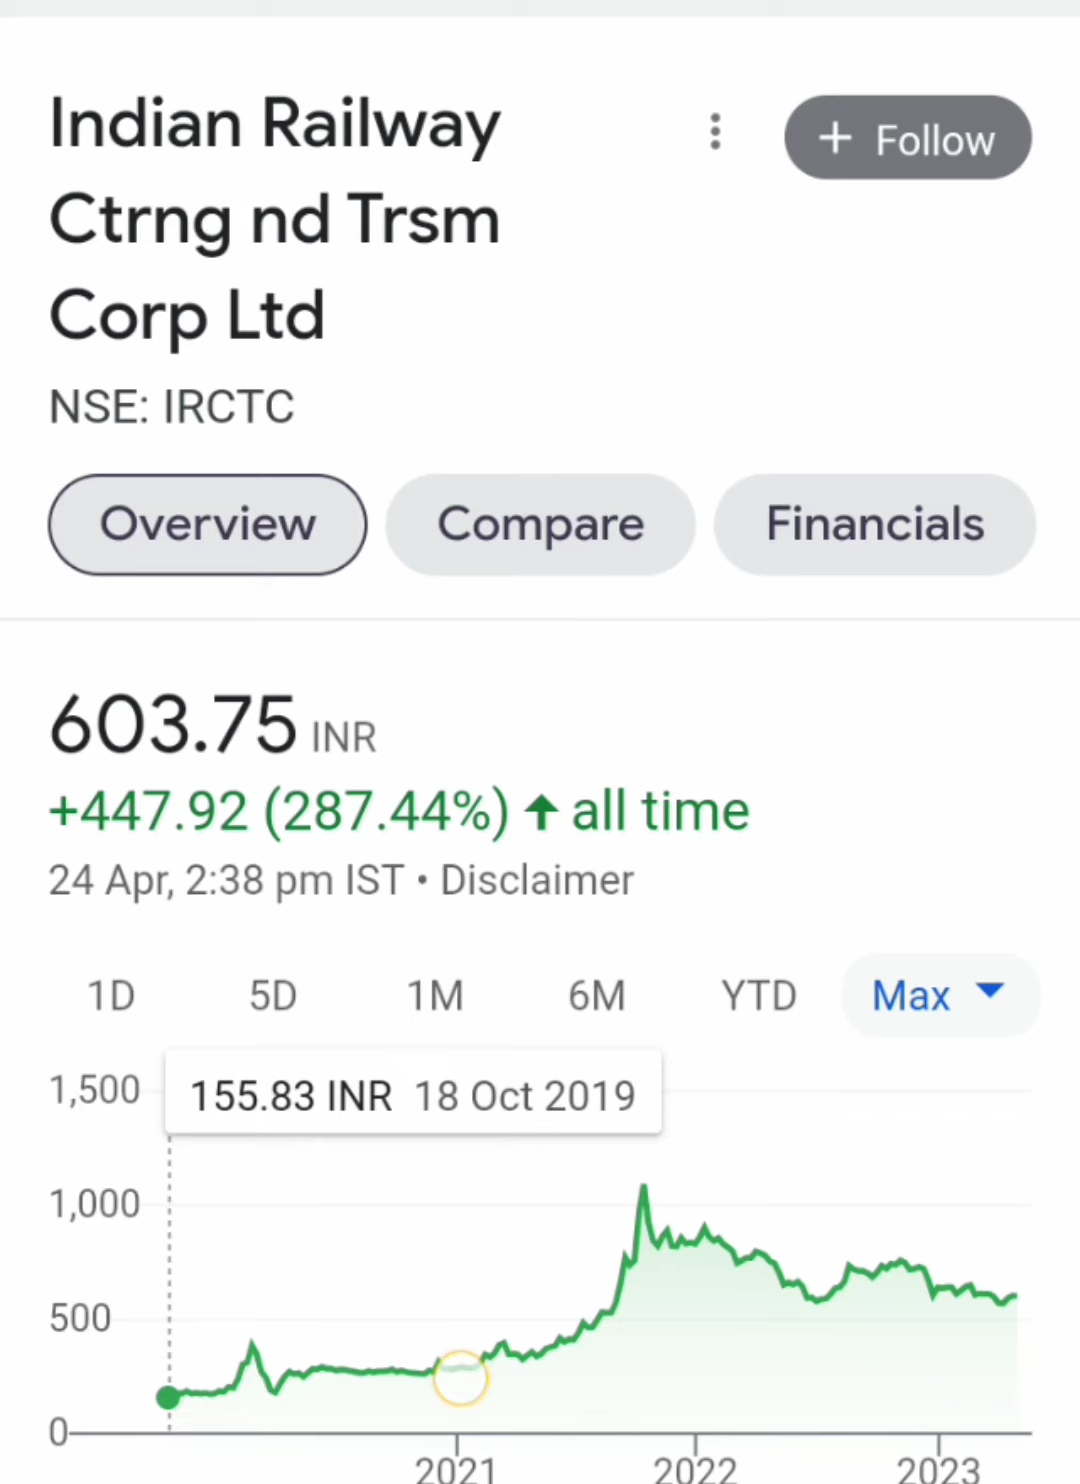 Indian Railway
Ctrng nd Trsm
Corp Ltd
+ Follow
NSE: IRCTC
Overview Compare Financials
603.75 INR
+447.92 (287.44%) ↑ all time
24 Apr, 2:38 pm IST • Disclaimer
1D 5D 1M 6M YTD Max
155.83 INR 18 Oct 2019
1,500
1,000
500
0
2021 2022 2023